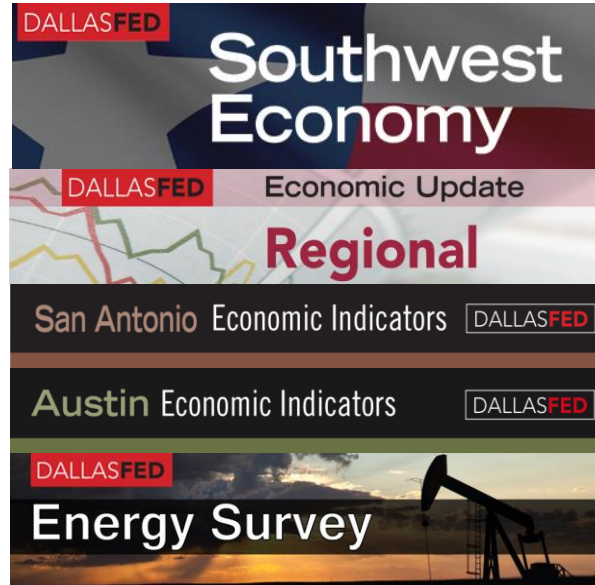 DALLASFED
Southwest
Economy
DALLASFED Economic Update
Regional
San Antonio Economic Indicators DALLASFED
Austin Economic Indicators DALLASFED
DALLASFED
Energy Survey